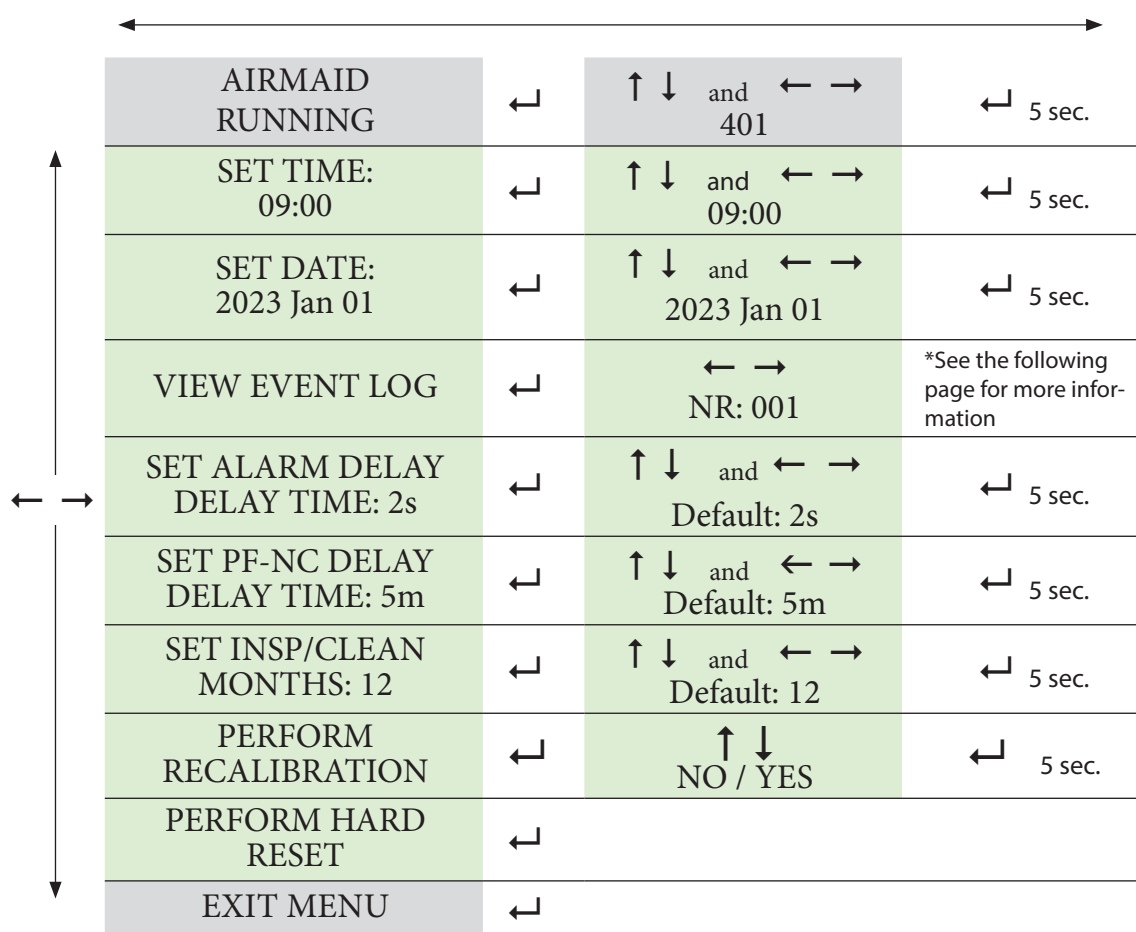 AIRMAID
RUNNING
↵
↑ ↓ and ← →
401
↵ 5 sec.
SET TIME:
09:00
↵
↑ ↓ and ← →
09:00
↵ 5 sec.
SET DATE:
2023 Jan 01
↵
↑ ↓ and ← →
2023 Jan 01
↵ 5 sec.
VIEW EVENT LOG
↵
← →
NR: 001
*See the following
page for more infor-
mation
← →
SET ALARM DELAY
DELAY TIME: 2s
↵
↑ ↓ and ← →
Default: 2s
↵ 5 sec.
SET PF-NC DELAY
DELAY TIME: 5m
↵
↑ ↓ and ← →
Default: 5m
↵ 5 sec.
SET INSP/CLEAN
MONTHS: 12
↵
↑ ↓ and ← →
Default: 12
↵ 5 sec.
PERFORM
RECALIBRATION
↵
↑ ↓
NO / YES
↵ 5 sec.
PERFORM HARD
RESET
↵
EXIT MENU
↵